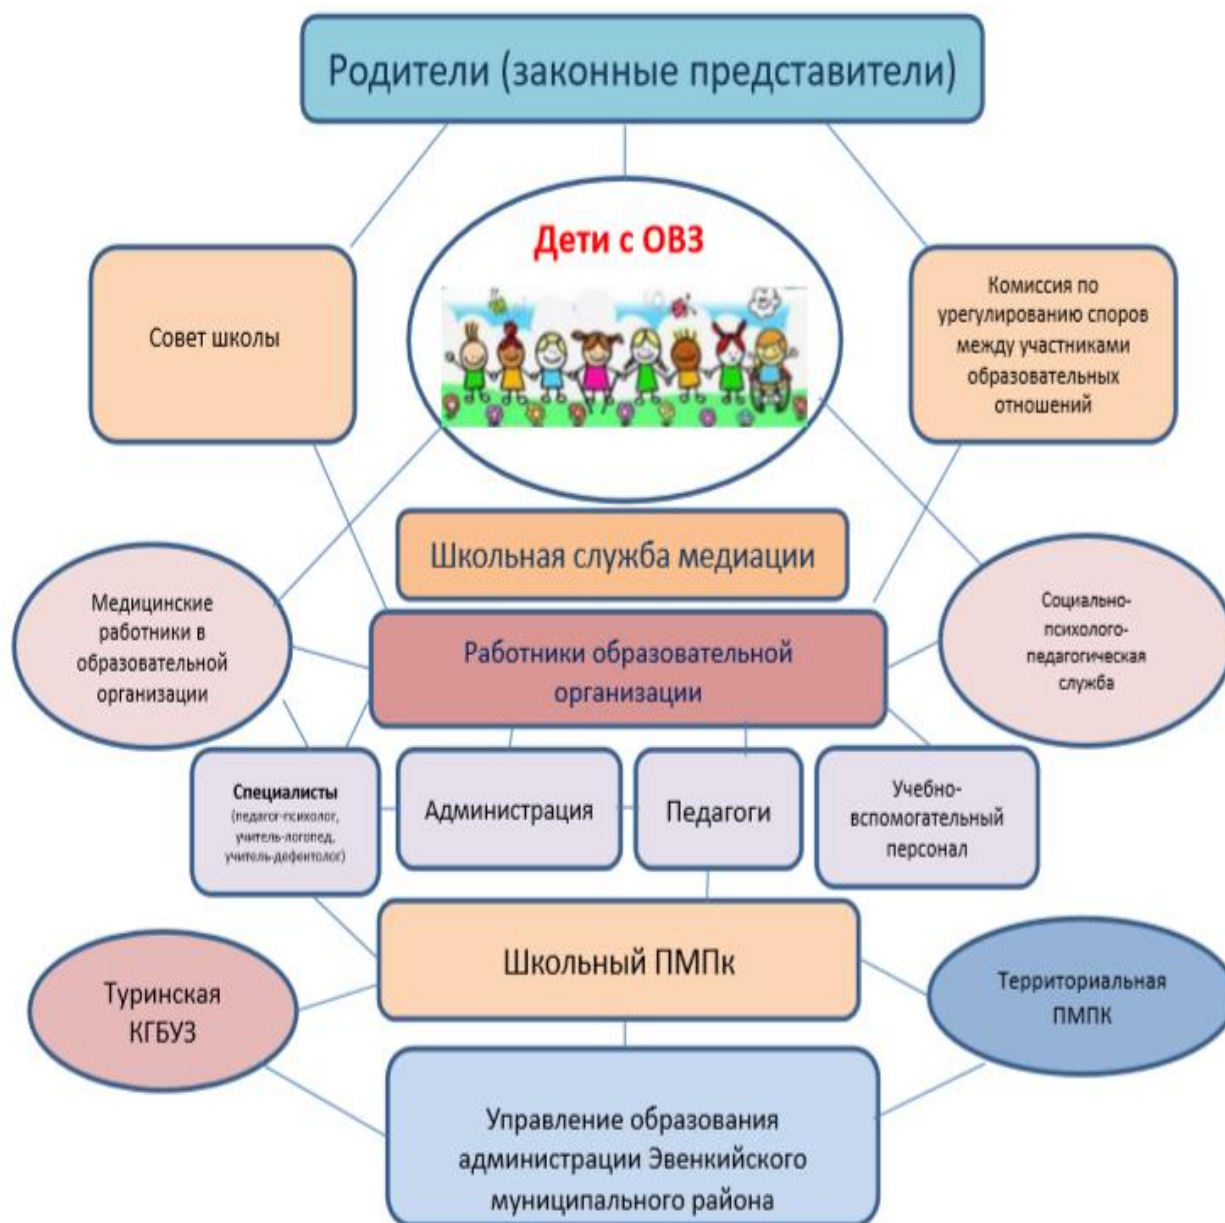 Родители (законные представители)
Дети с ОВЗ
Совет школы
Комиссия по
урегулированию споров
между участниками
образовательных
отношений
Школьная служба медиации
Медицинские
работники в
образовательной
организации
Работники образовательной
организации
Социально-
психолого-
педагогическая
служба
Специалисты
(педагог-психолог,
учитель-логопед,
учитель-дефектолог)
Администрация
Педагоги
Учебно-
вспомогательный
персонал
Школьный ПМПк
Туринская
КГБУЗ
Территориальная
ПМПК
Управление образования
администрации Эвенкийского
муниципального района